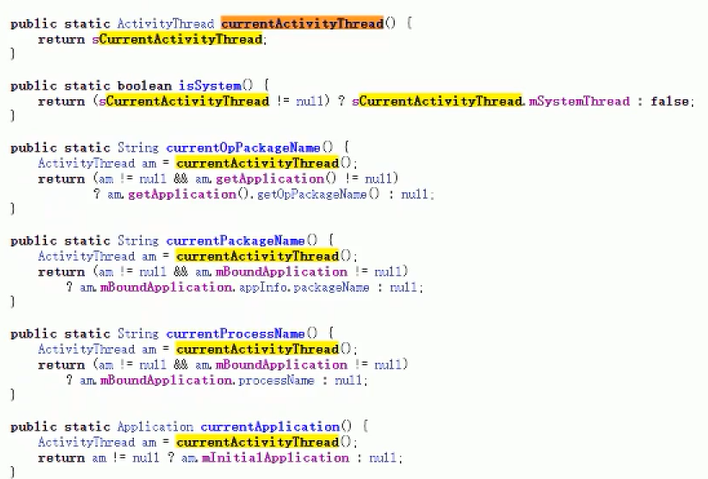 public static ActivityThread currentActivityThread() {
    return sCurrentActivityThread;
}
public static boolean isSystem() {
    return (sCurrentActivityThread != null) ? sCurrentActivityThread.mSystemThread : false;
}
public static String currentOpPackageName() {
    ActivityThread am = currentActivityThread();
    return (am != null && am.getApplication() != null)
            ? am.getApplication().getOpPackageName() : null;
}
public static String currentPackageName() {
    ActivityThread am = currentActivityThread();
    return (am != null && am.mBoundApplication != null)
        ? am.mBoundApplication.appInfo.packageName : null;
}
public static String currentProcessName() {
    ActivityThread am = currentActivityThread();
    return (am != null && am.mBoundApplication != null)
        ? am.mBoundApplication.processName : null;
}
public static Application currentApplication() {
    ActivityThread am = currentActivityThread();
    return am != null ? am.mInitialApplication : null;
}